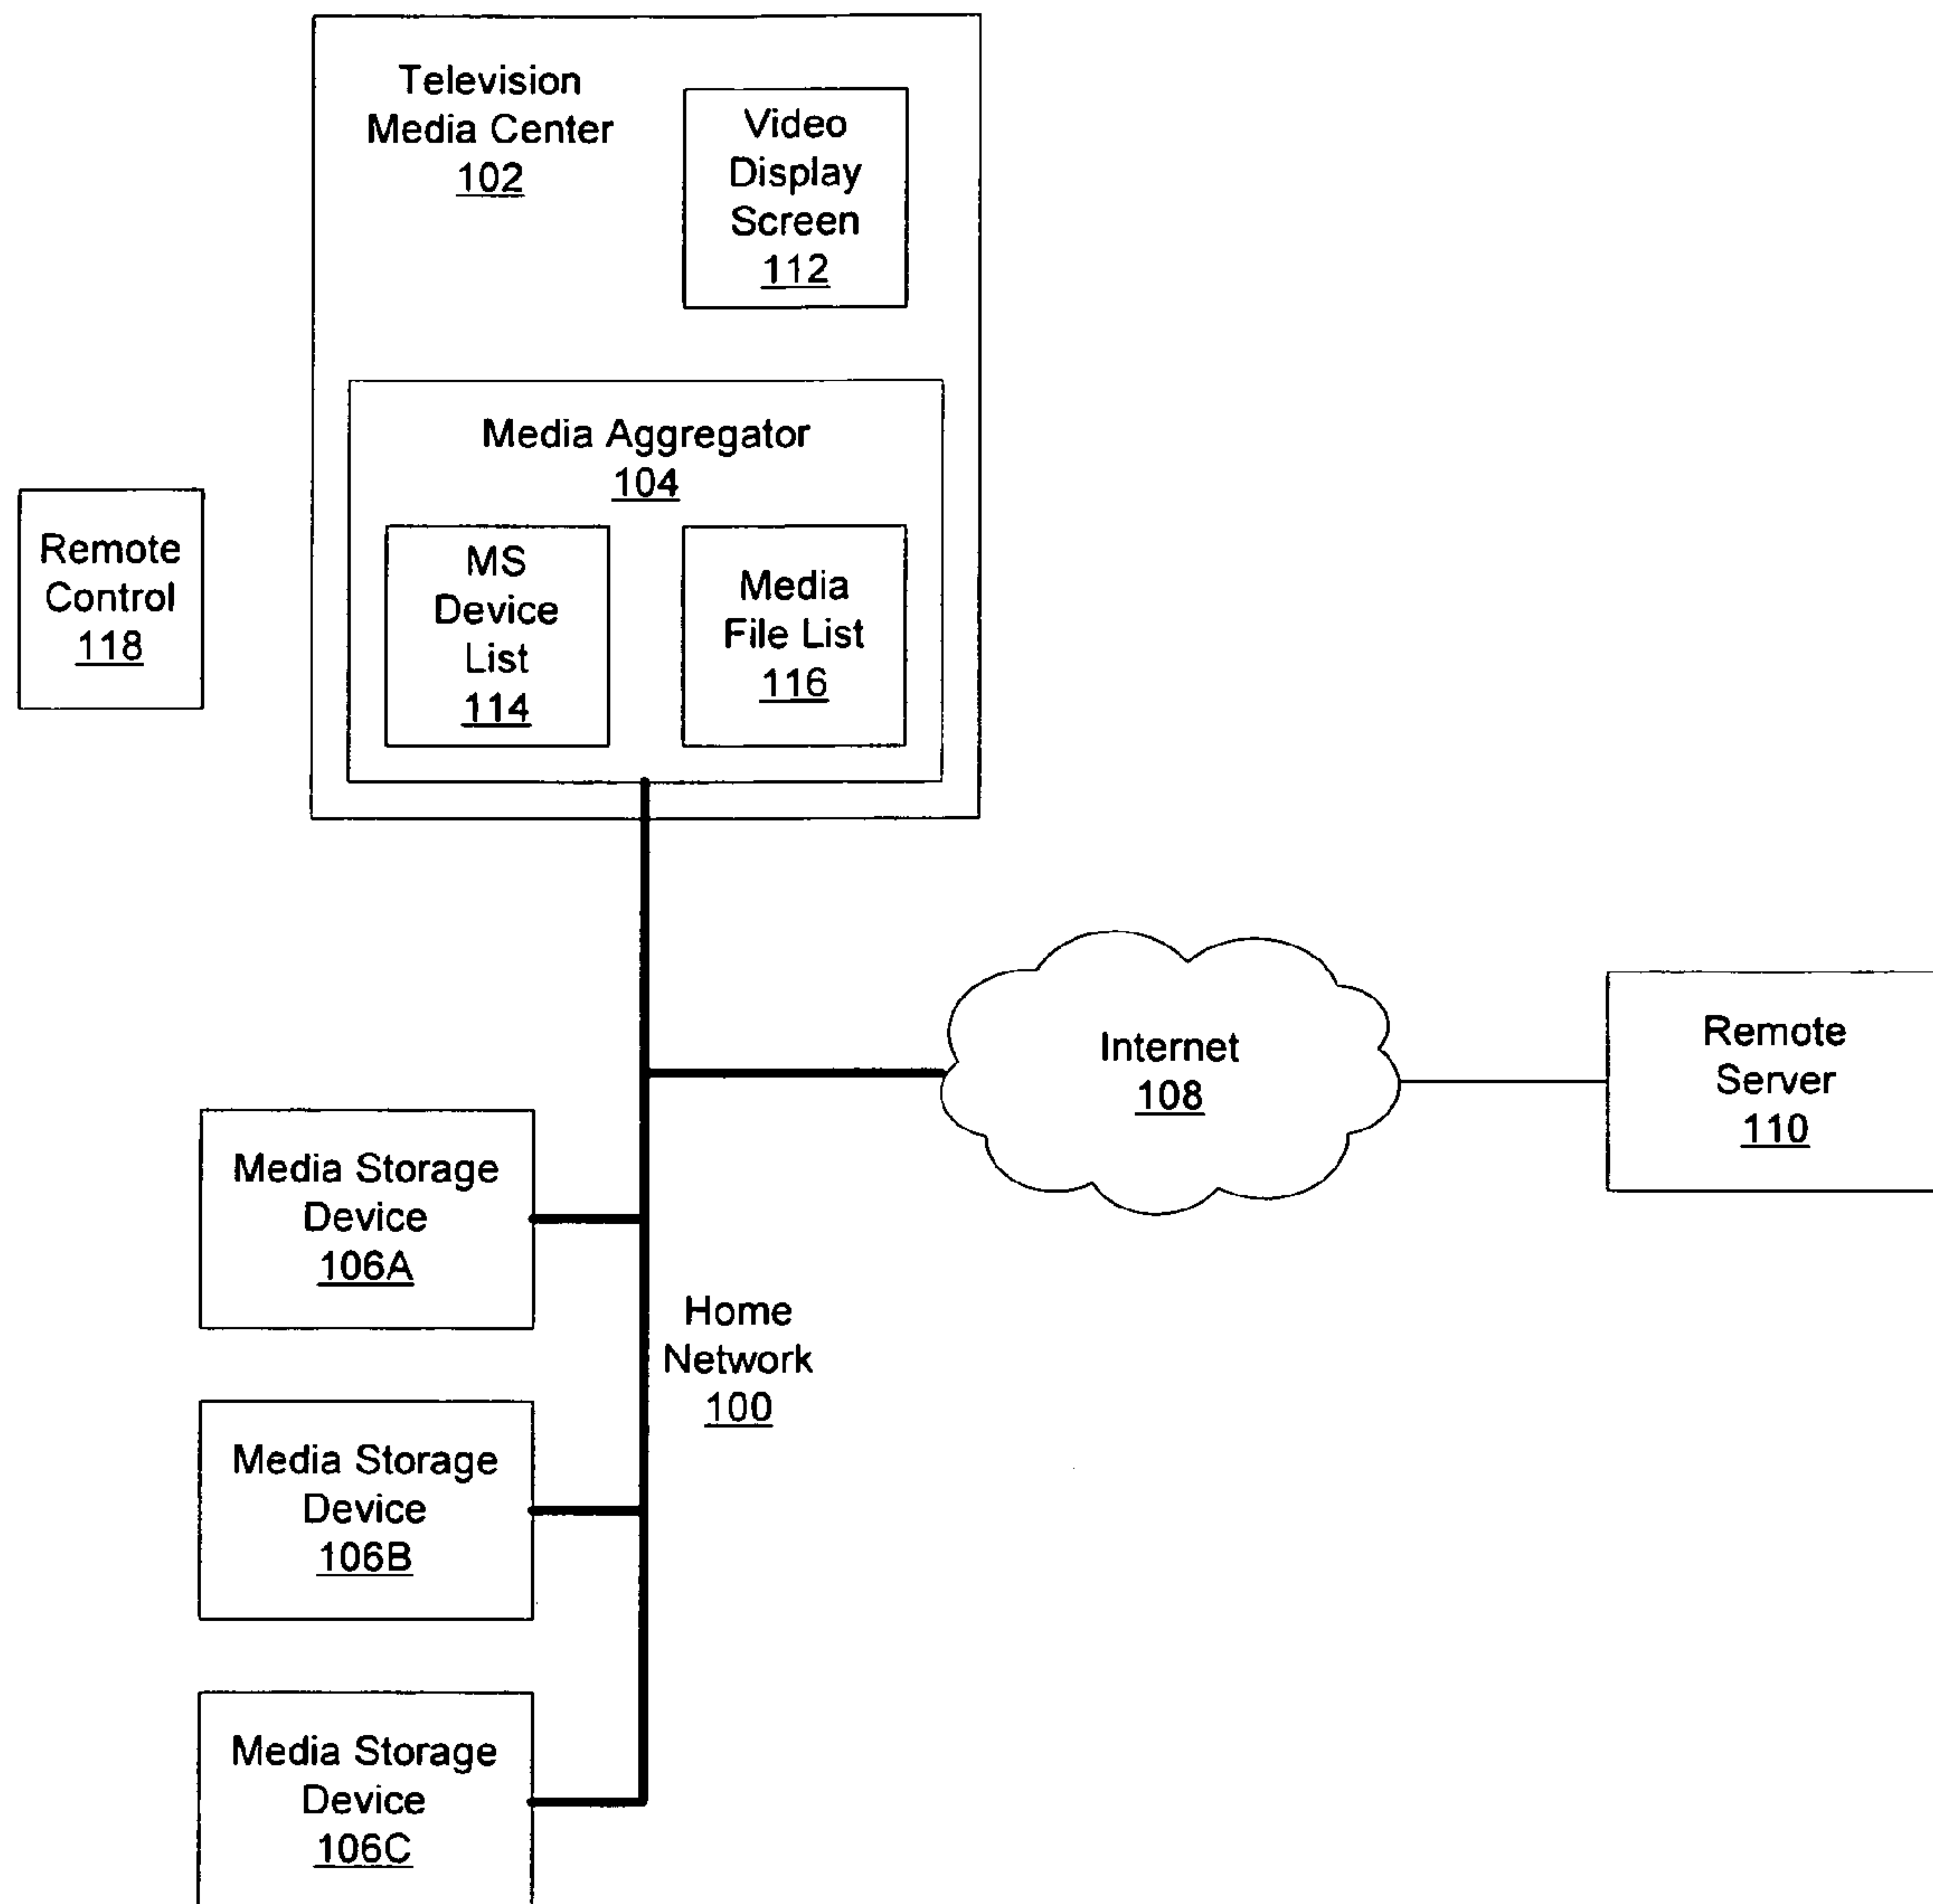 Television
Media Center
102
Video
Display
Screen
112
Media Aggregator
104
MS
Device
List
114
Media
File List
116
Remote
Control
118
Internet
108
Remote
Server
110
Media Storage
Device
106A
Home
Network
100
Media Storage
Device
106B
Media Storage
Device
106C